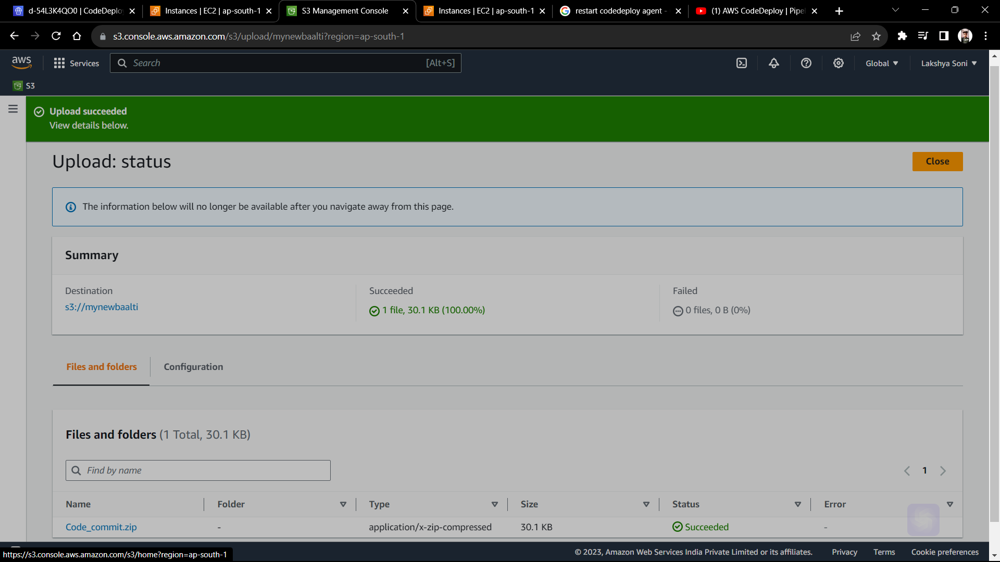 d-54L3K4QO0 | CodeDeplo
Instances | EC2 | ap-south-1
S3 Management Console
Instances | EC2 | ap-south-1
restart codedeploy agent -
(1) AWS CodeDeploy | Pipe
s3.console.aws.amazon.com/s3/upload/mynewbaalti?region=ap-south-1
aws
Services
Search
[Alt+S]
Global
Lakshya Soni
S3
Upload succeeded
View details below.
Upload: status
Close
The information below will no longer be available after you navigate away from this page.
Summary
Destination
s3://mynewbaalti
Succeeded
1 file, 30.1 KB (100.00%)
Failed
0 files, 0 B (0%)
Files and folders
Configuration
Files and folders (1 Total, 30.1 KB)
Find by name
1
Name Folder Type Size Status Error
Code_commit.zip - application/x-zip-compressed 30.1 KB Succeeded -
https://s3.console.aws.amazon.com/s3/home?region=ap-south-1
© 2023, Amazon Web Services India Private Limited or its affiliates.
Privacy
Terms
Cookie preferences